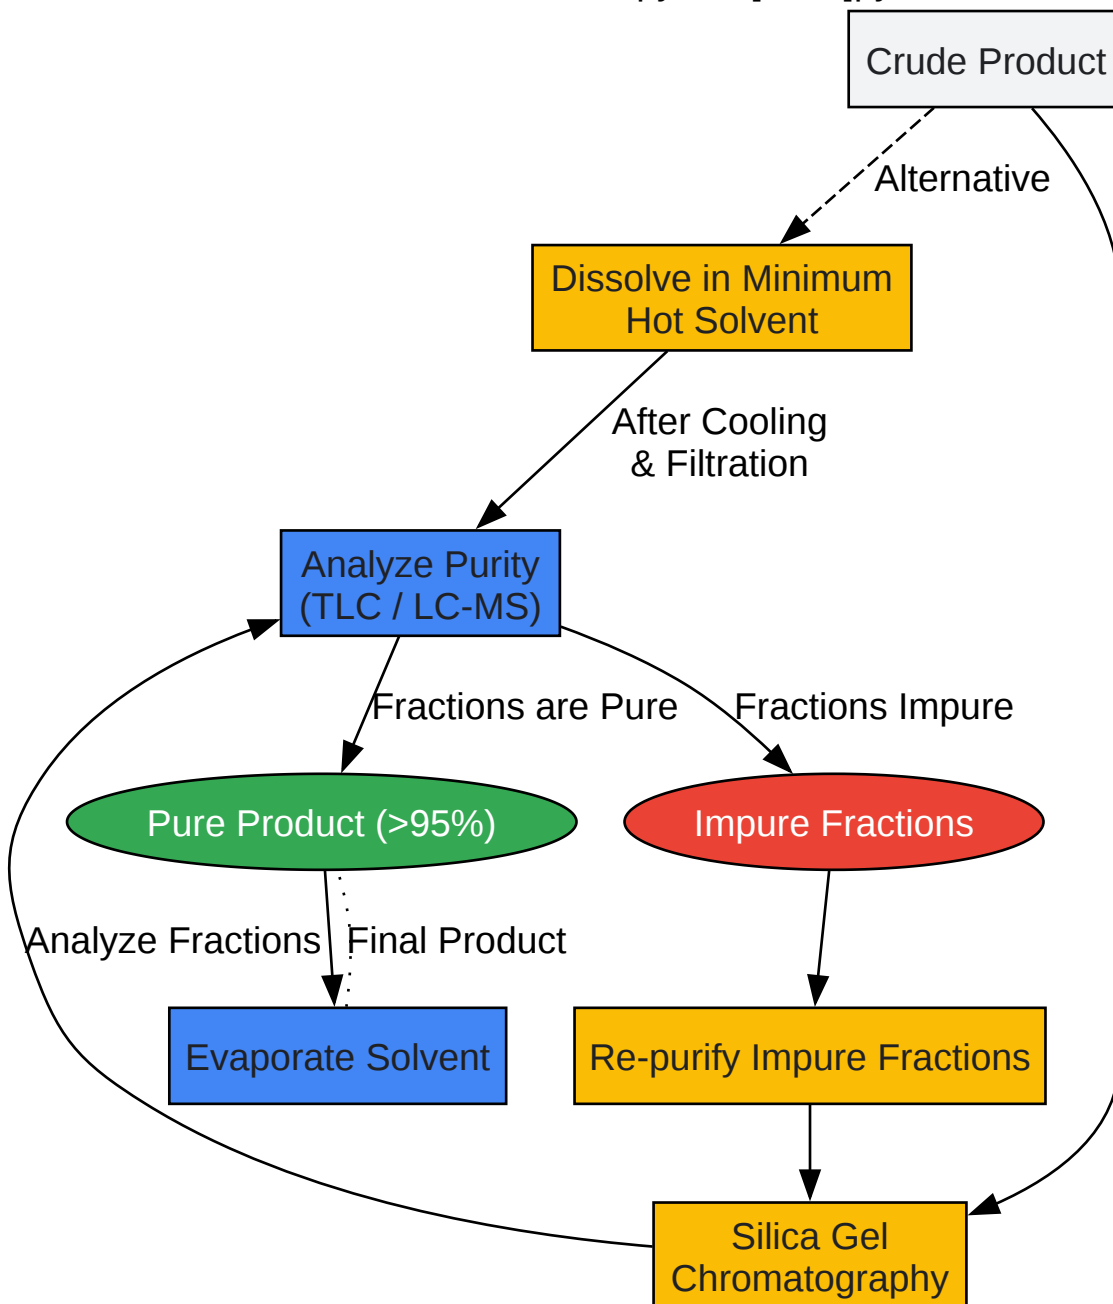 Crude Product
Alternative
Dissolve in Minimum
Hot Solvent
After Cooling
& Filtration
Analyze Purity
(TLC / LC-MS)
Fractions are Pure
Fractions Impure
Pure Product (>95%)
Impure Fractions
Analyze Fractions
Final Product
Evaporate Solvent
Re-purify Impure Fractions
Silica Gel
Chromatography